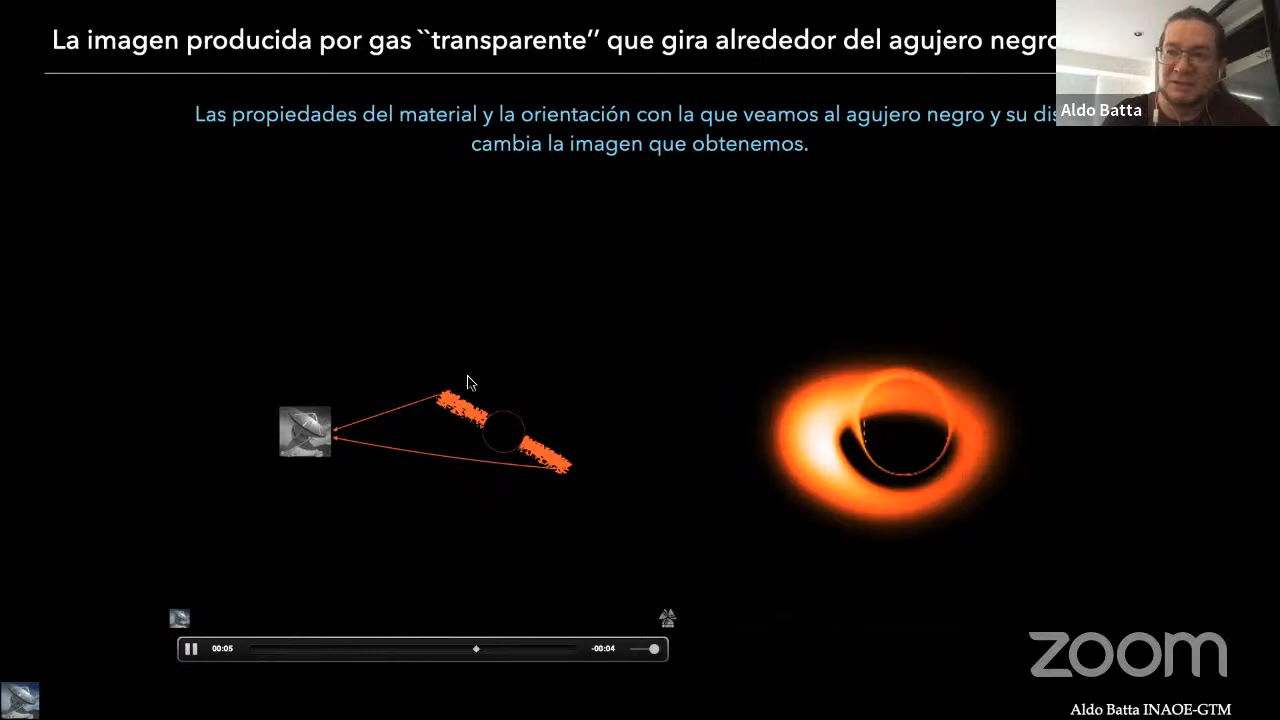 La imagen producida por gas ``transparente'' que gira alrededor del agujero negro
Aldo Batta
Las propiedades del material y la orientación con la que veamos al agujero negro y su dis
cambia la imagen que obtenemos.
00:05
-00:04
zoom
Aldo Batta INAOE-GTM